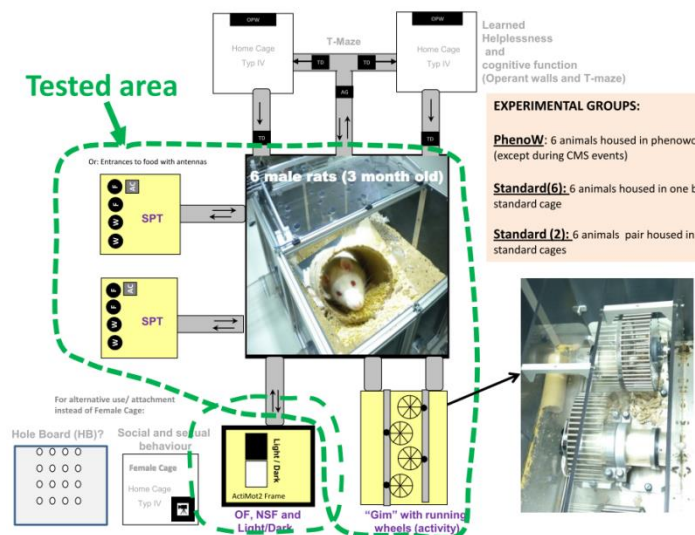 OPW
OPW
Home Cage
Typ IV
T-Maze
TD
TD
AG
Home Cage
Typ IV
TD
TD
Learned
Helplessness
and
cognitive function
(Operant walls and T-maze)
Tested area
Or: Entrances to food with antennas
F
F
W
W
AC
SPT
F
F
W
W
AC
SPT
6 male rats (3 month old)
EXPERIMENTAL GROUPS:
PhenoW: 6 animals housed in phenowo
(except during CMS events)
Standard(6): 6 animals housed in one b
standard cage
Standard (2): 6 animals pair housed in
standard cages
For alternative use/ attachment
instead of Female Cage:
Hole Board (HB)?
Social and sexual
behaviour
Female Cage
Home Cage
Typ IV
Light / Dark
ActiMot2 Frame
OF, NSF and
Light/Dark
"Gim" with running
wheels (activity)